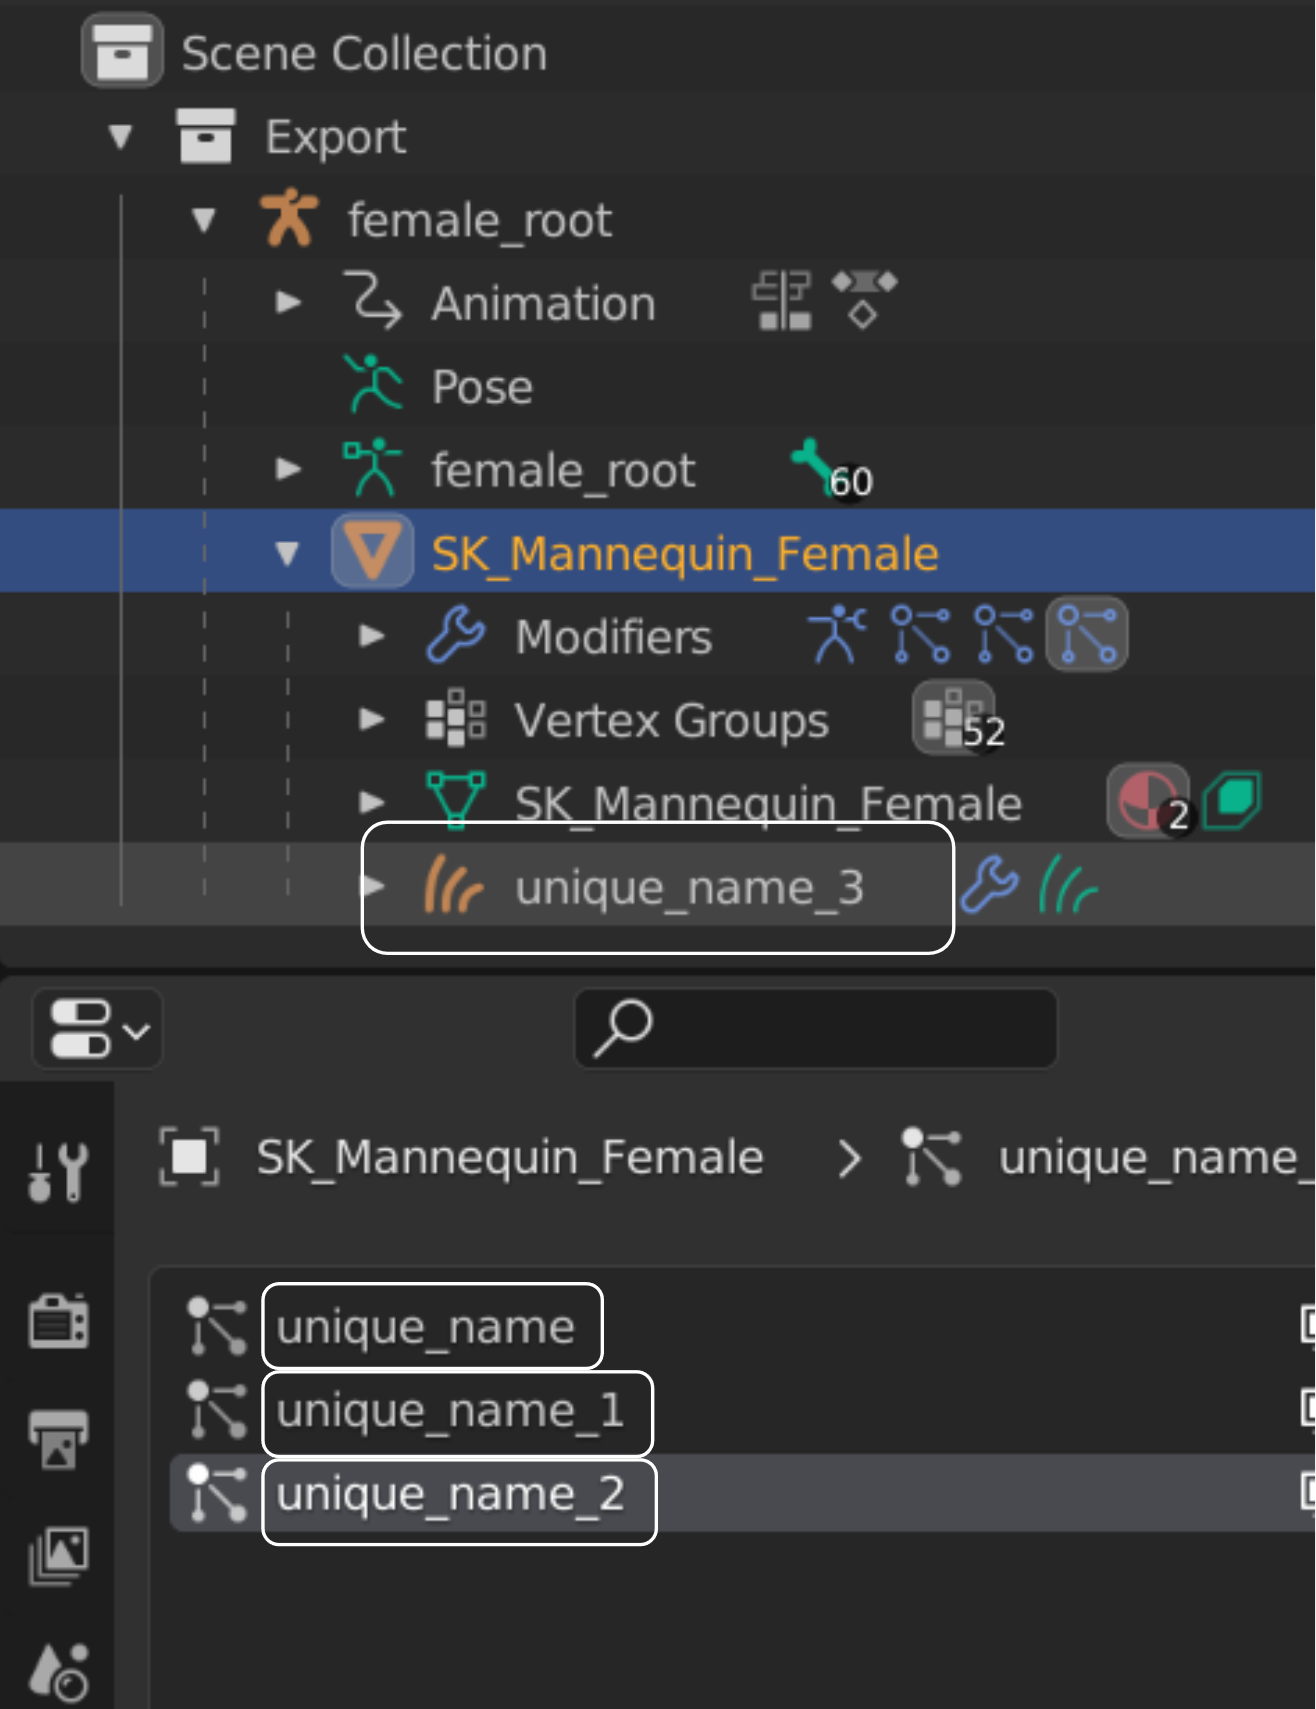 Scene Collection
Export
female_root
Animation
Pose
female_root 60
SK_Mannequin_Female
Modifiers
Vertex Groups 52
SK_Mannequin_Female 2
unique_name_3
SK_Mannequin_Female unique_name_
unique_name
unique_name_1
unique_name_2